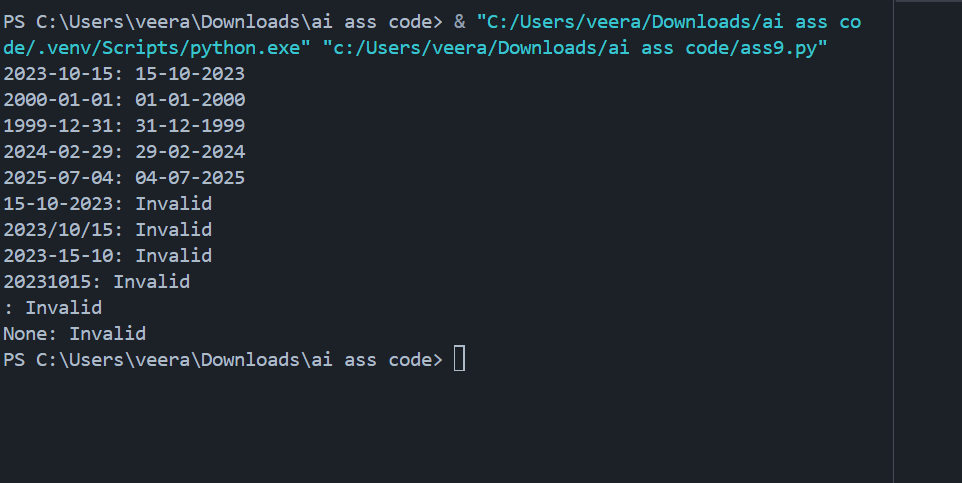 PS C:\Users\veera\Downloads\ai ass code> & "C:/Users/veera/Downloads/ai ass co
de/.venv/Scripts/python.exe" "c:/Users/veera/Downloads/ai ass code/ass9.py"
2023-10-15: 15-10-2023
2000-01-01: 01-01-2000
1999-12-31: 31-12-1999
2024-02-29: 29-02-2024
2025-07-04: 04-07-2025
15-10-2023: Invalid
2023/10/15: Invalid
2023-15-10: Invalid
20231015: Invalid
: Invalid
None: Invalid
PS C:\Users\veera\Downloads\ai ass code>